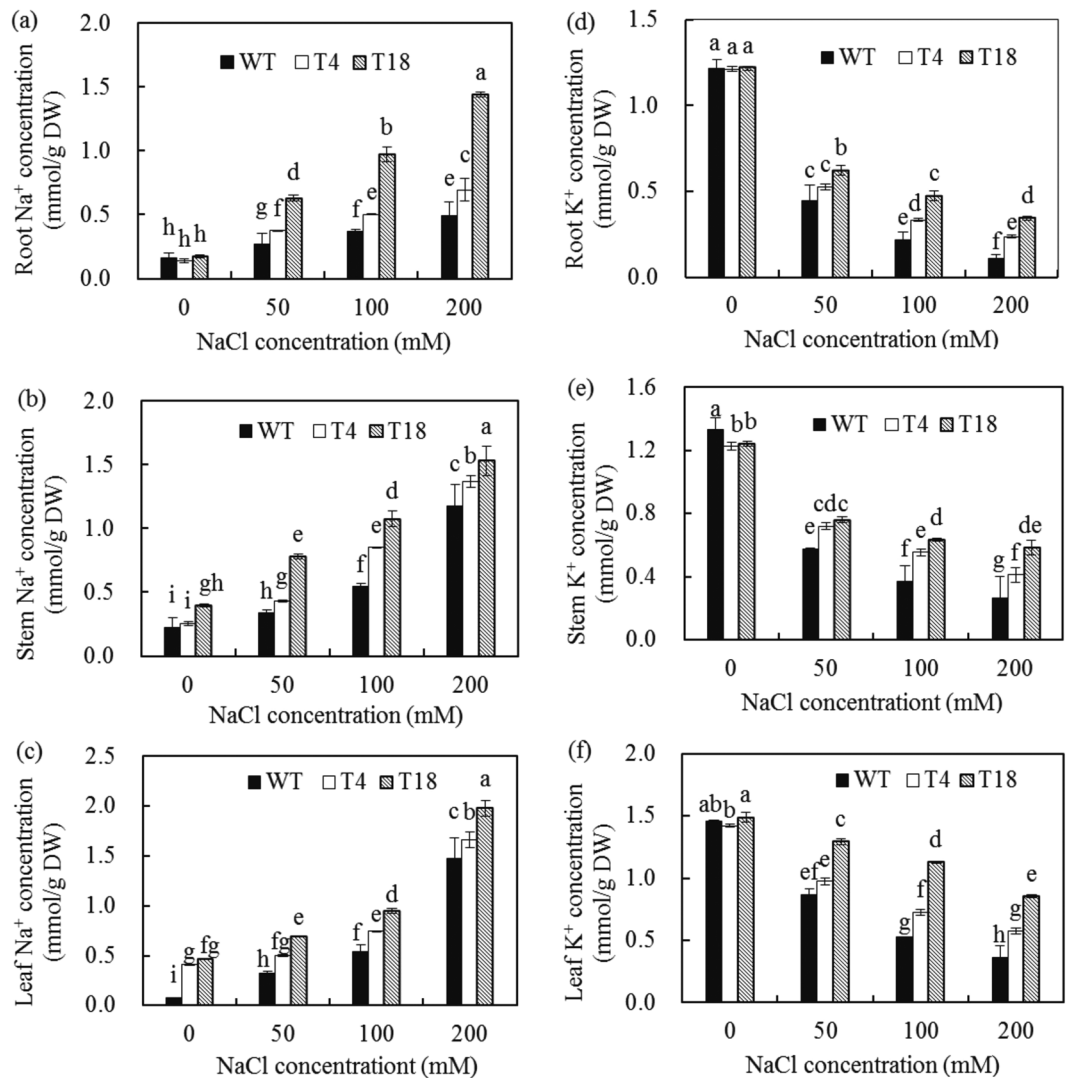 (a)
Root Na⁺ concentration
(mmol/g DW)
2.0
1.5
1.0
0.5
0.0
WT T4 T18
h h h
g f d
f e b
e c a
0 50 100 200
NaCl concentration (mM)
(d)
Root K⁺ concentration
(mmol/g DW)
1.5
1.2
0.9
0.5
0.0
WT T4 T18
a a a
c c b
e d c
f e d
0 50 100 200
NaCl concentration (mM)
(b)
Stem Na⁺ concentration
(mmol/g DW)
2.0
1.5
1.0
0.5
0.0
WT T4 T18
i i gh
h g e
f e d
c b a
0 50 100 200
NaCl concentration (mM)
(e)
Stem K⁺ concentration
(mmol/g DW)
1.6
1.2
0.8
0.4
0.0
WT T4 T18
a b b
e cdc
f e d
g f de
0 50 100 200
NaCl concentrationt (mM)
(c)
Leaf Na⁺ concentration
(mmol/g DW)
2.5
2.0
1.5
1.0
0.5
0.0
WT T4 T18
i g fg
h fg e
f e d
c b a
0 50 100 200
NaCl concentrationt (mM)
(f)
Leaf K⁺ concentration
(mmol/g DW)
2.0
1.5
1.0
0.5
0.0
WT T4 T18
ab b a
ef e c
g f d
h g e
0 50 100 200
NaCl concentration (mM)